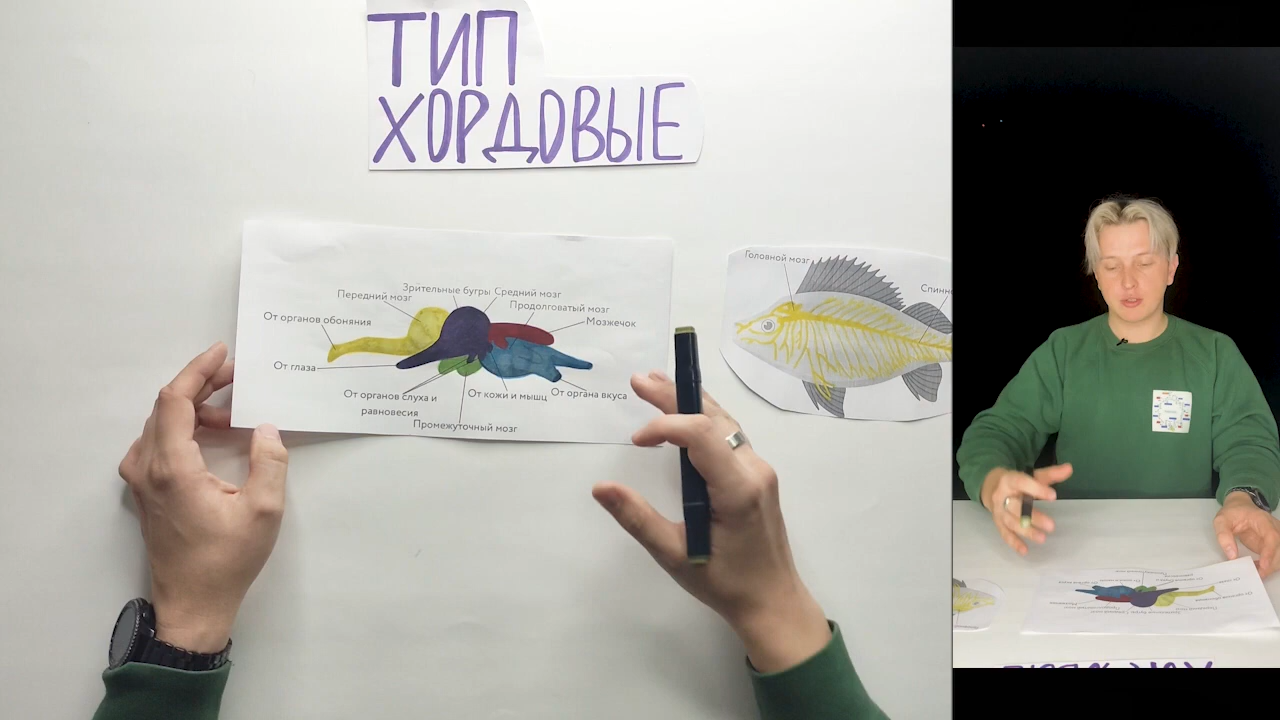 ТИП
ХОРДОВЫЕ
Головной мозг
Спинн
Зрительные бугры
Средний мозг
Передний мозг
Продолговатый мозг
От органов обоняния
Мозжечок
От глаза
От органов слуха и
равновесия
От кожи и мышц
От органа вкуса
Промежуточный мозг